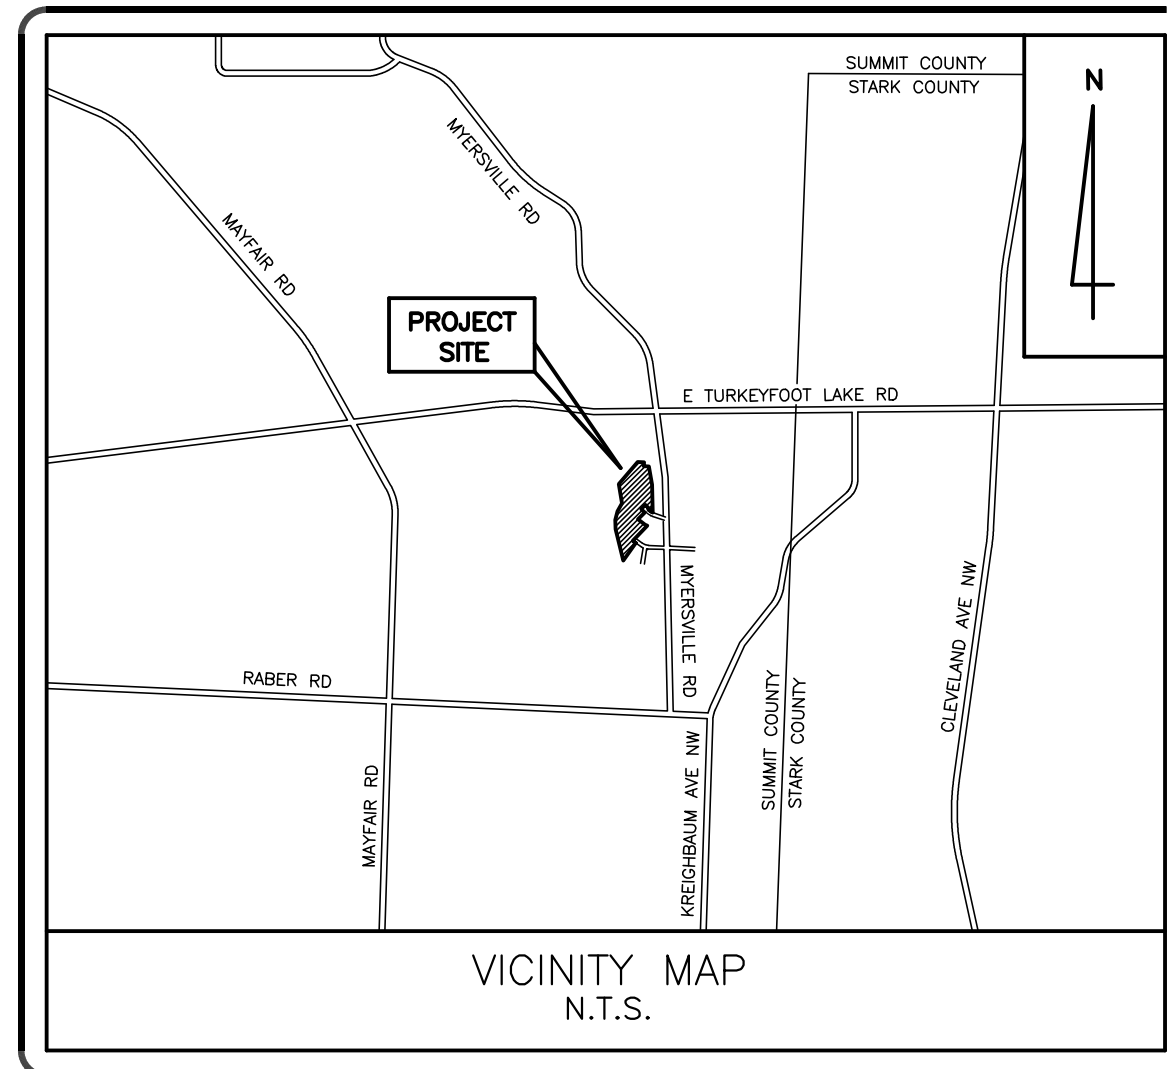 SUMMIT COUNTY
STARK COUNTY
N
MYERSVILLE RD
MAYFAIR RD
PROJECT
SITE
E TURKEYFOOT LAKE RD
MYERSVILLE RD
CLEVELAND AVE NW
RABER RD
SUMMIT COUNTY
STARK COUNTY
MAYFAIR RD
KREIGHBAUM AV NW
VICINITY MAP
N.T.S.